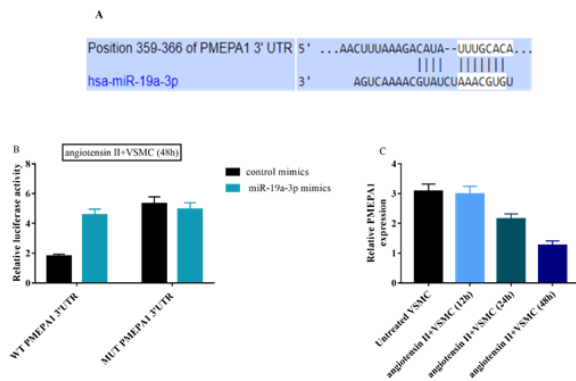 A
Position 359-366 of PMEPA1 3' UTR 5' ...AACUUUAAAGACAUA--UUUGCACA...
hsa-miR-19a-3p 3' AGUCAAAACGUAUCUAAACGUGU
B
angiotensin II+VSMC (48h)
Relative luciferase activity
8
6
4
2
0
WT PMEPA1 3'UTR
MUT PMEPA1 3'UTR
control mimics
miR-19a-3p mimics
C
Relative PMEPA1
expression
4
3
2
1
0
Untreated VSMC
angiotensin II+VSMC (12h)
angiotensin II+VSMC (24h)
angiotensin II+VSMC (48h)